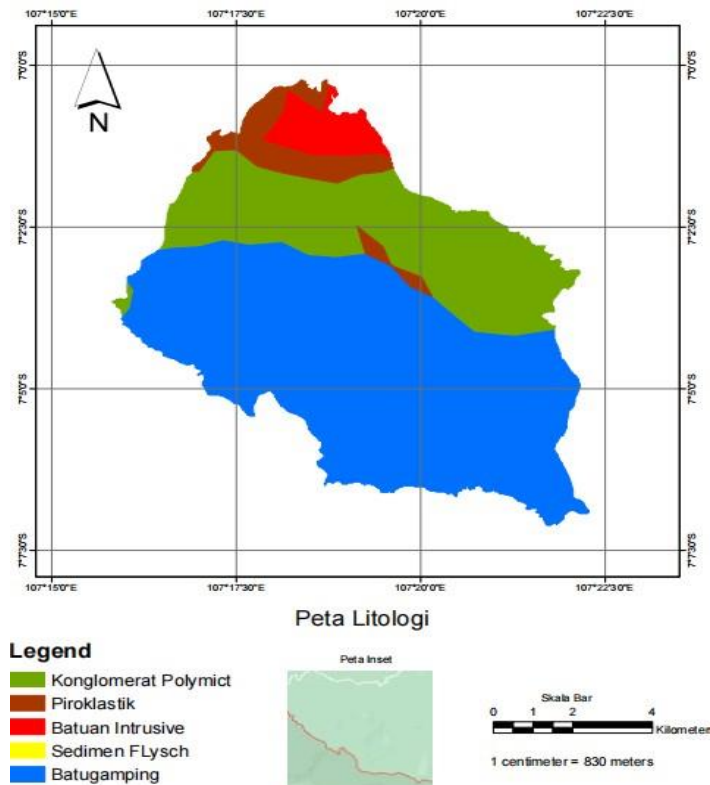 107°15'0"E 107°17'30"E 107°20'0"E 107°22'30"E
7°0'0"S 7°0'0"S
N
7°2'30"S 7°2'30"S
7°5'0"S 7°5'0"S
7°7'30"S 7°7'30"S
107°15'0"E 107°17'30"E 107°20'0"E 107°22'30"E
Peta Litologi
Legend
Konglomerat Polymict
Piroklastik
Batuan Intrusive
Sedimen FLysch
Batugamping
Peta Inset
Skala Bar
0 1 2 4
Kilometer
1 centimeter = 830 meters